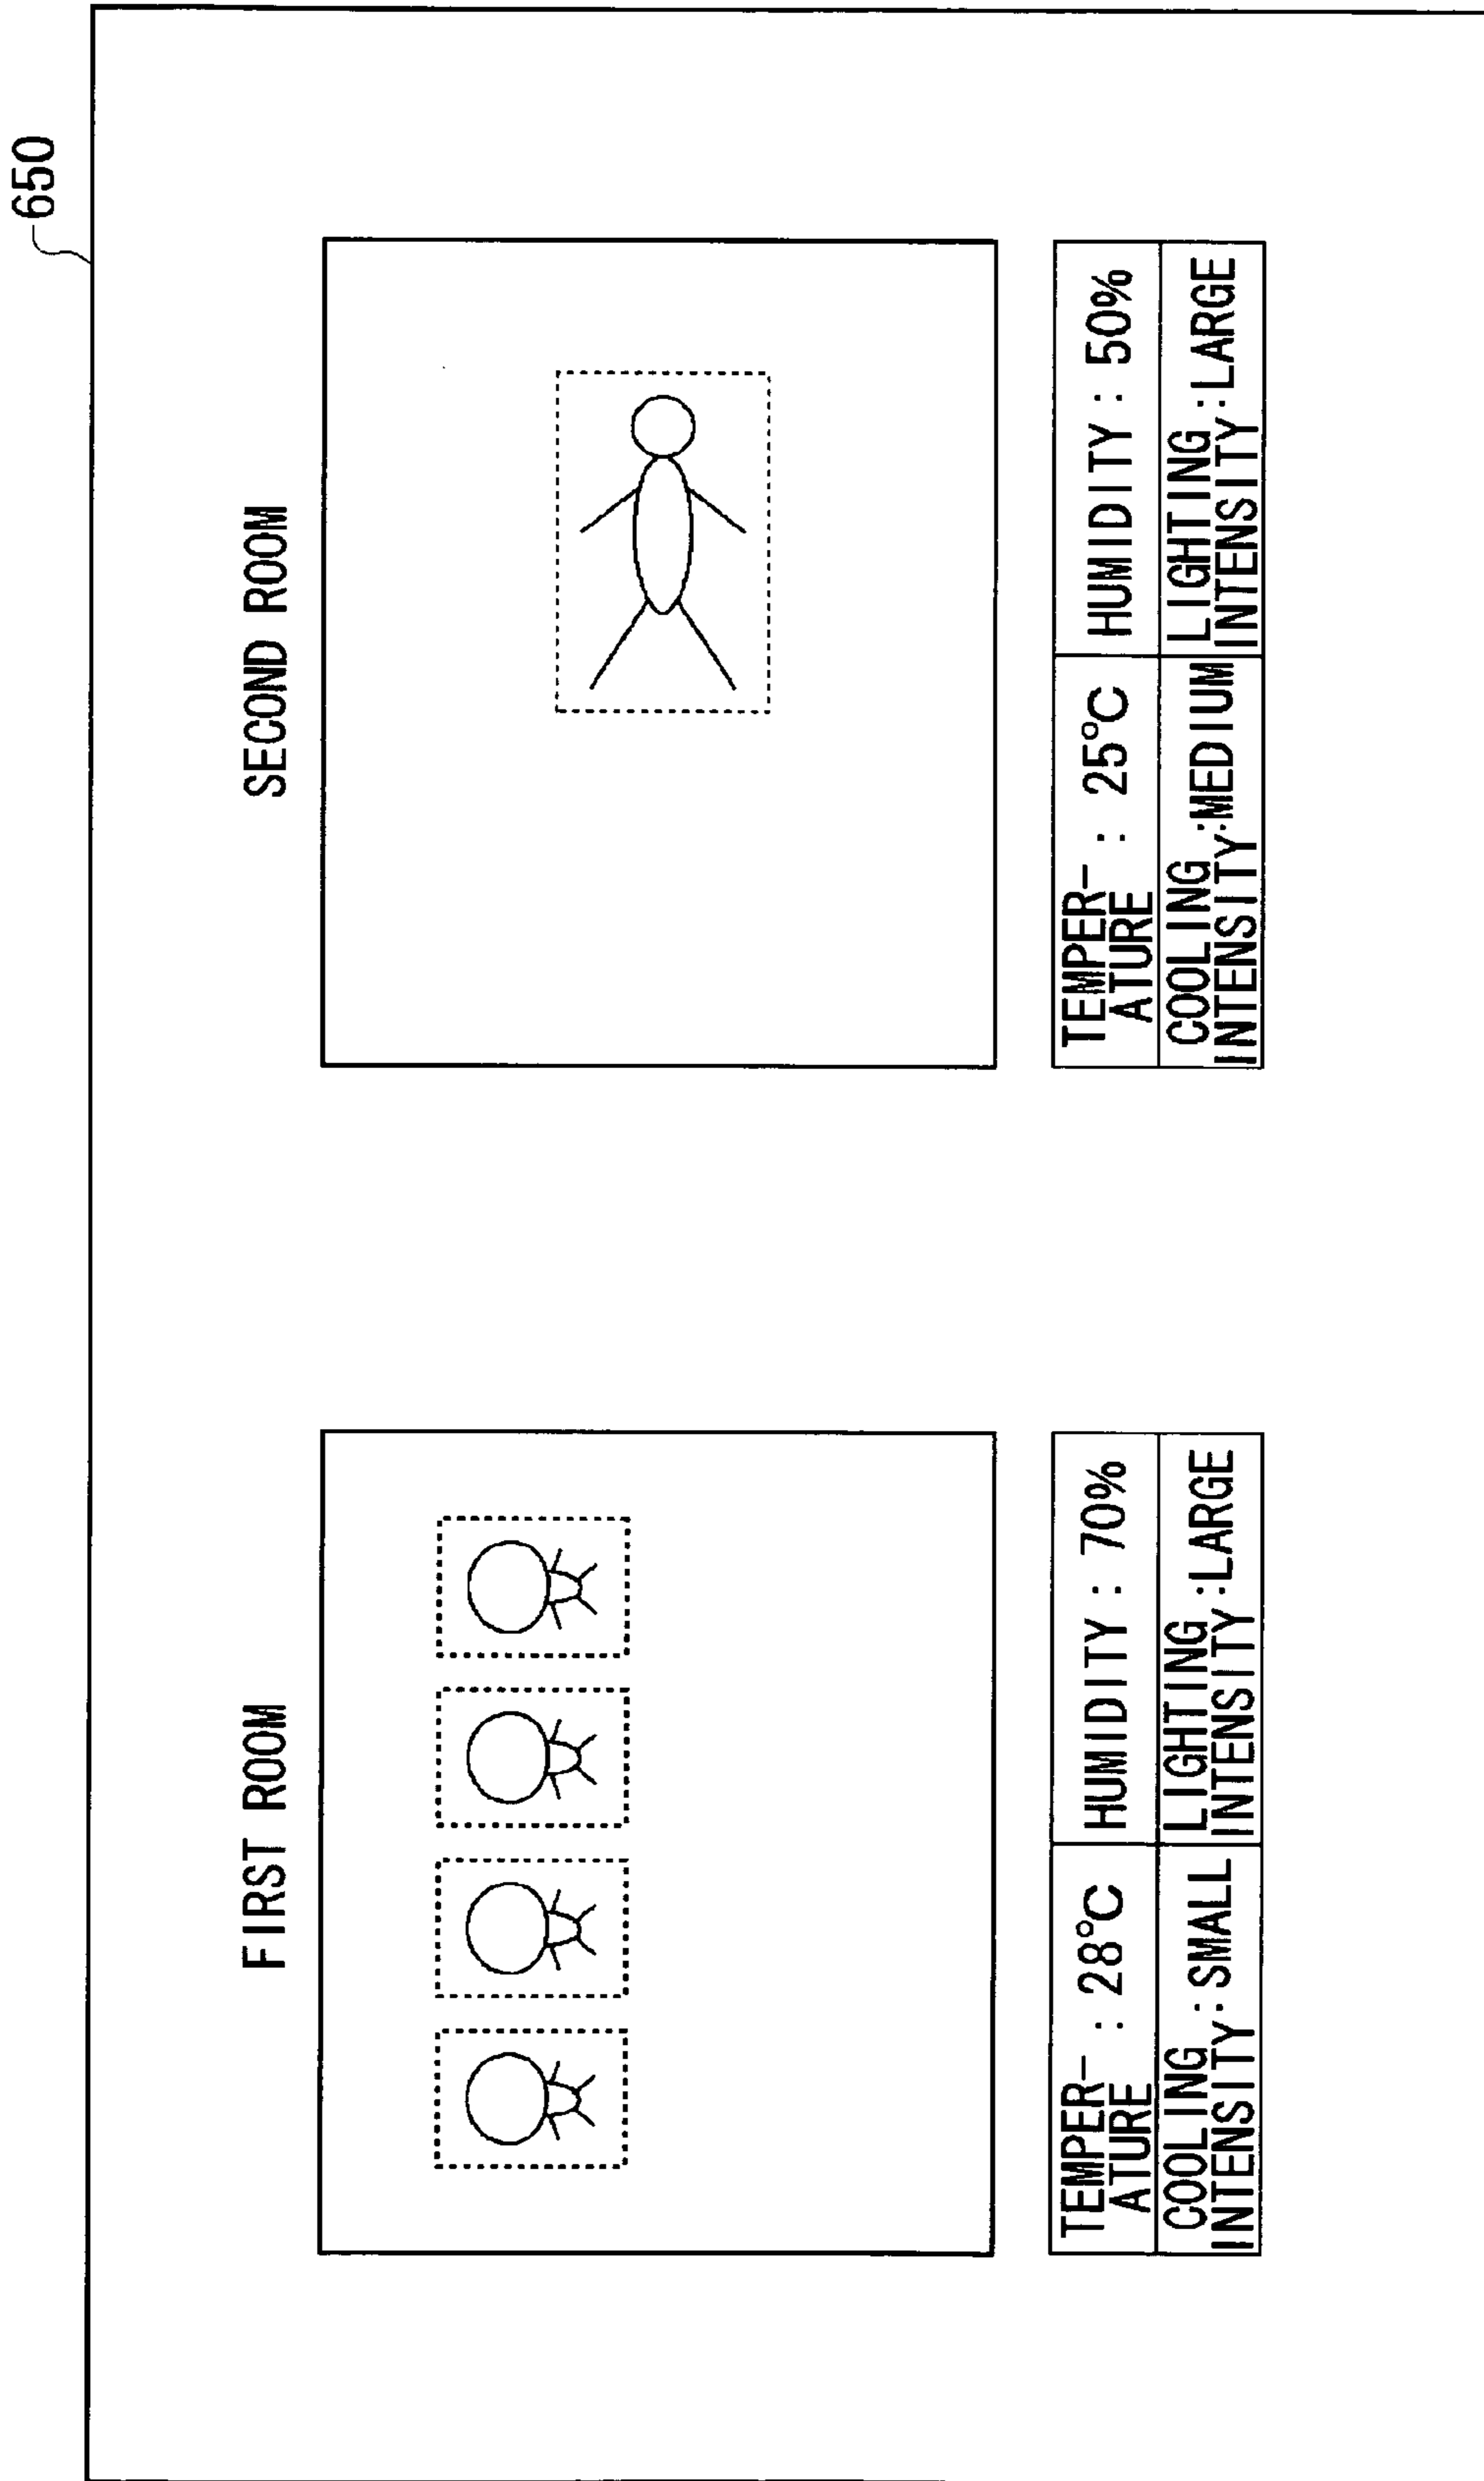 650
FIRST ROOM
TEMPER-
ATURE : 28°C
HUMIDITY : 70%
COOLING
INTENSITY : SMALL
LIGHTING
INTENSITY : LARGE
SECOND ROOM
TEMPER-
ATURE : 25°C
HUMIDITY : 50%
COOLING
INTENSITY : MEDIUM
LIGHTING
INTENSITY : LARGE